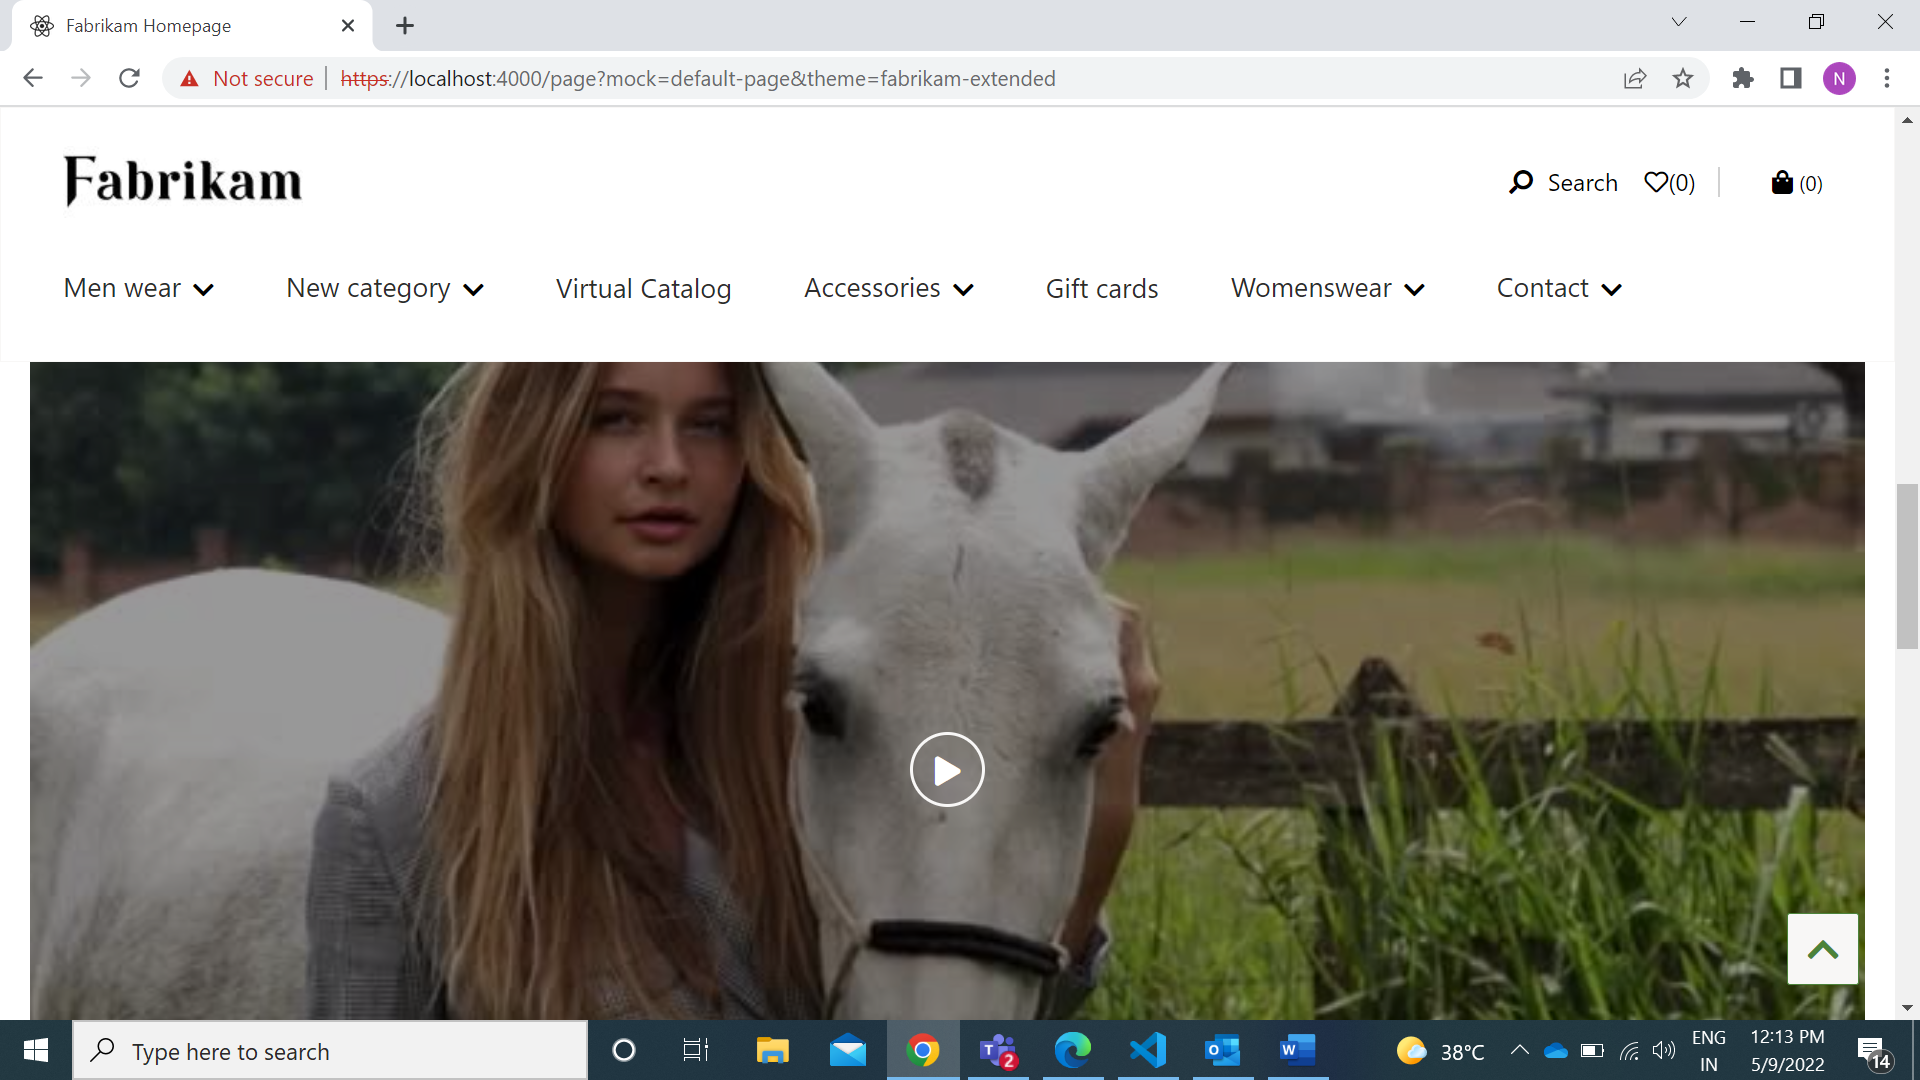 Fabrikam Homepage
Not secure https://localhost:4000/page?mock=default-page&theme=fabrikam-extended
N
Fabrikam
Search (0) (0)
Men wear New category Virtual Catalog Accessories Gift cards Womenswear Contact
Type here to search
T 2
O
W
38°C
ENG
IN
12:13 PM
5/9/2022
14